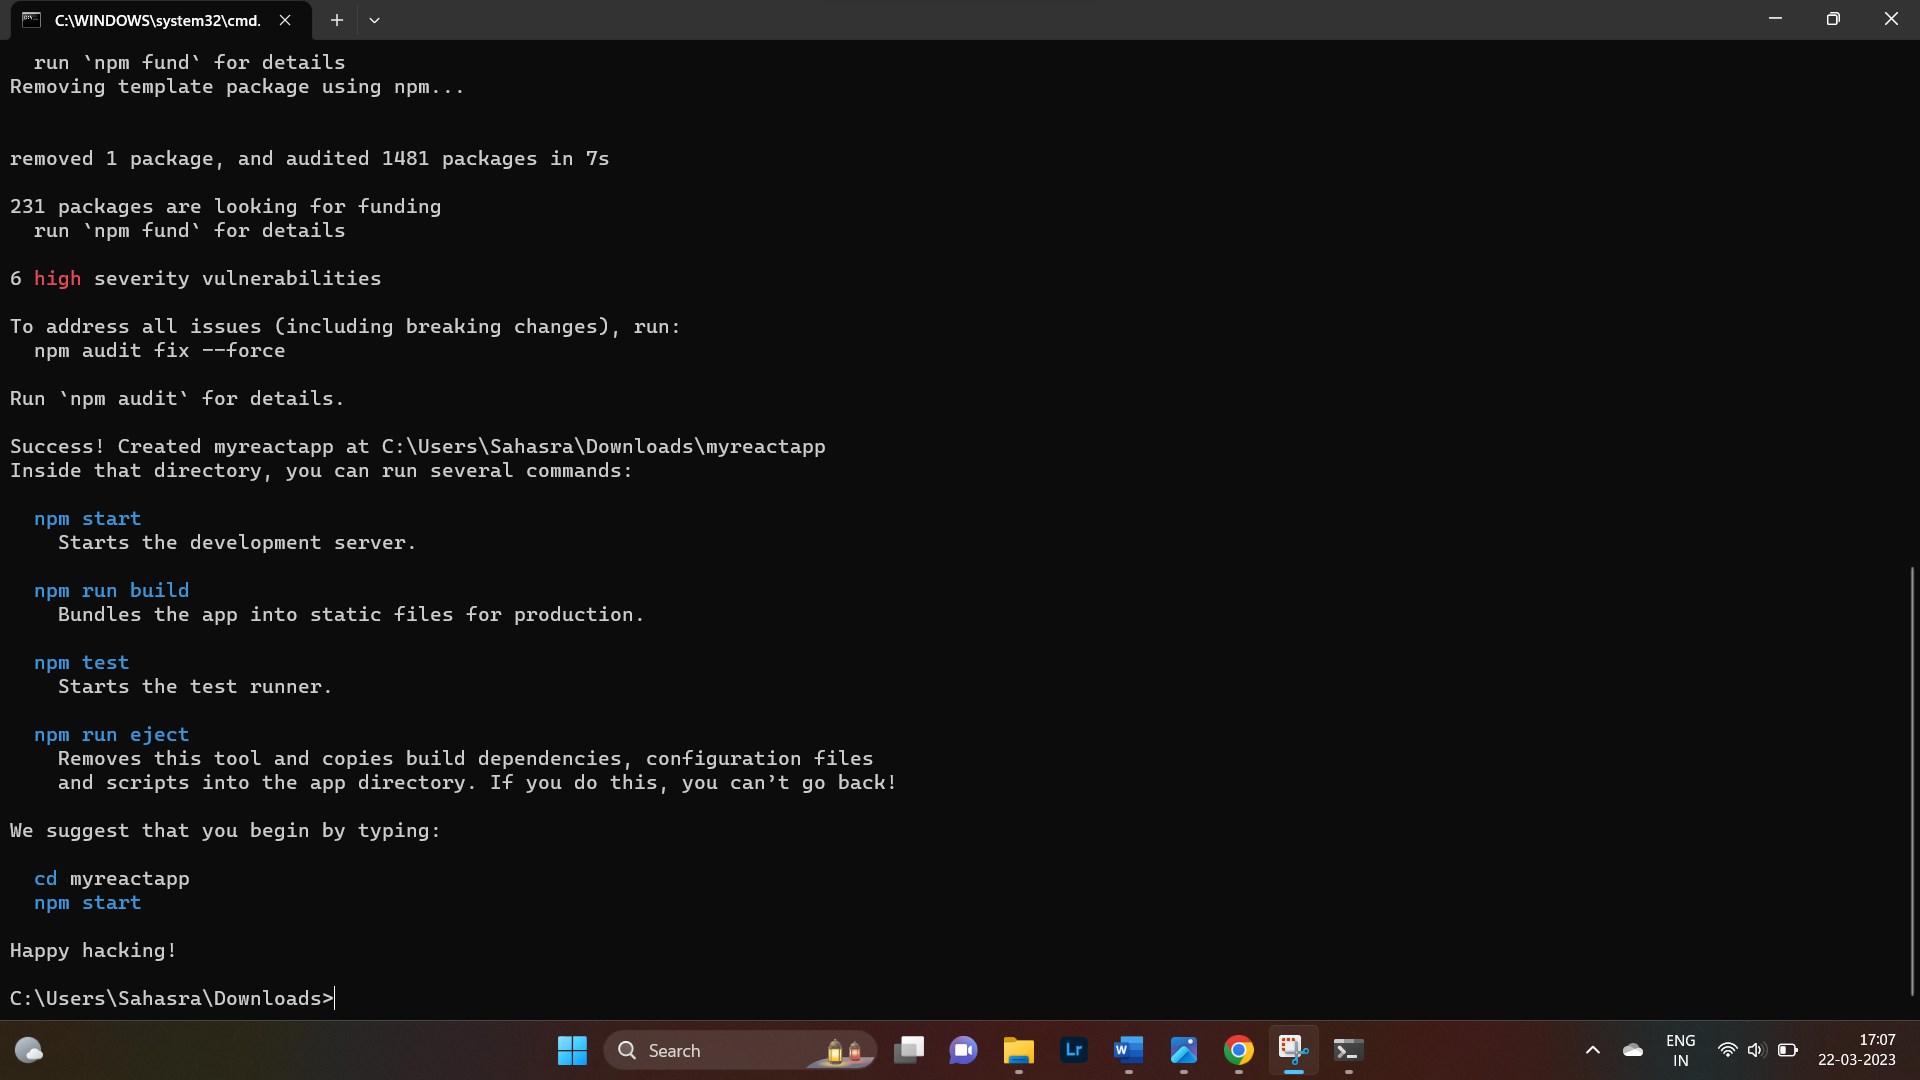 C:\WINDOWS\system32\cmd.
run `npm fund` for details
Removing template package using npm...
removed 1 package, and audited 1481 packages in 7s
231 packages are looking for funding
run `npm fund` for details
6 high severity vulnerabilities
To address all issues (including breaking changes), run:
npm audit fix --force
Run `npm audit` for details.
Success! Created myreactapp at C:\Users\Sahasra\Downloads\myreactapp
Inside that directory, you can run several commands:
npm start
Starts the development server.
npm run build
Bundles the app into static files for production.
npm test
Starts the test runner.
npm run eject
Removes this tool and copies build dependencies, configuration files
and scripts into the app directory. If you do this, you can’t go back!
We suggest that you begin by typing:
cd myreactapp
npm start
Happy hacking!
C:\Users\Sahasra\Downloads>
Search
Lr
W
ENG
IN
17:07
22-03-2023